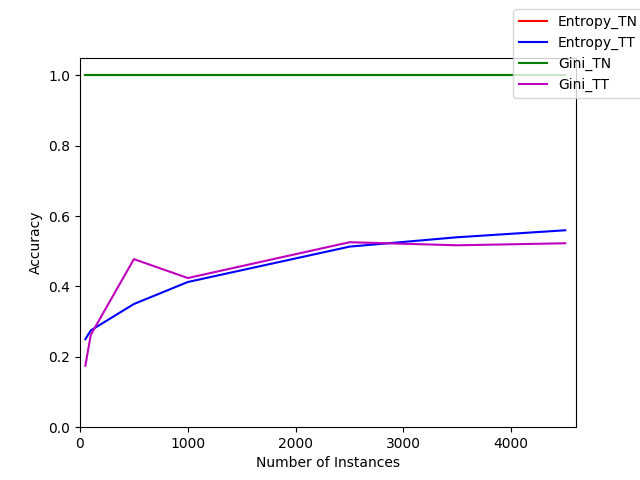 Entropy_TN
Entropy_TT
Gini_TN
Gini_TT
1.0
0.8
0.6
0.4
0.2
0.0
Accuracy
0 1000 2000 3000 4000
Number of Instances